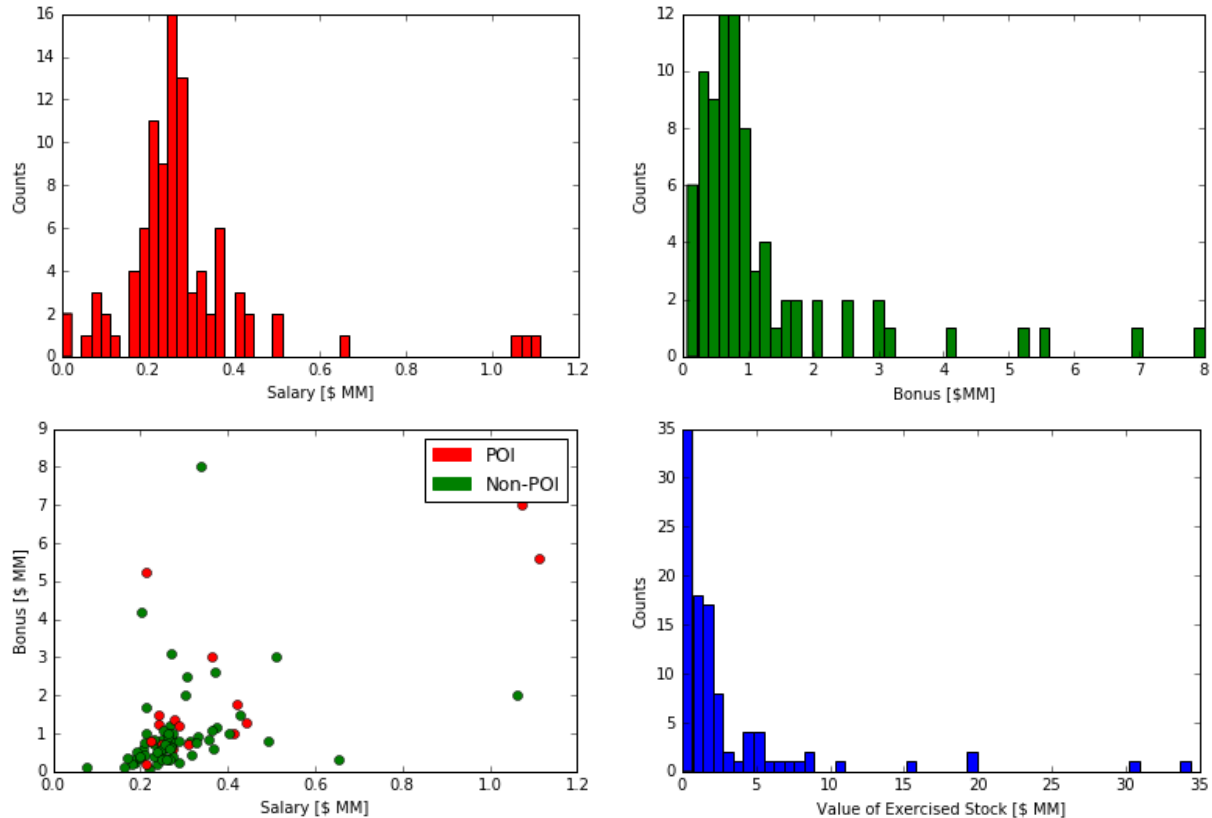 16
14
12
10
8
6
4
2
0
Counts
0.0 0.2 0.4 0.6 0.8 1.0 1.2
Salary [$ MM]
12
10
8
6
4
2
0
Counts
0 1 2 3 4 5 6 7 8
Bonus [$MM]
9
8
7
6
5
4
3
2
1
0
Bonus [$ MM]
POI
Non-POI
0.0 0.2 0.4 0.6 0.8 1.0 1.2
Salary [$ MM]
35
30
25
20
15
10
5
0
Counts
0 5 10 15 20 25 30 35
Value of Exercised Stock [$ MM]